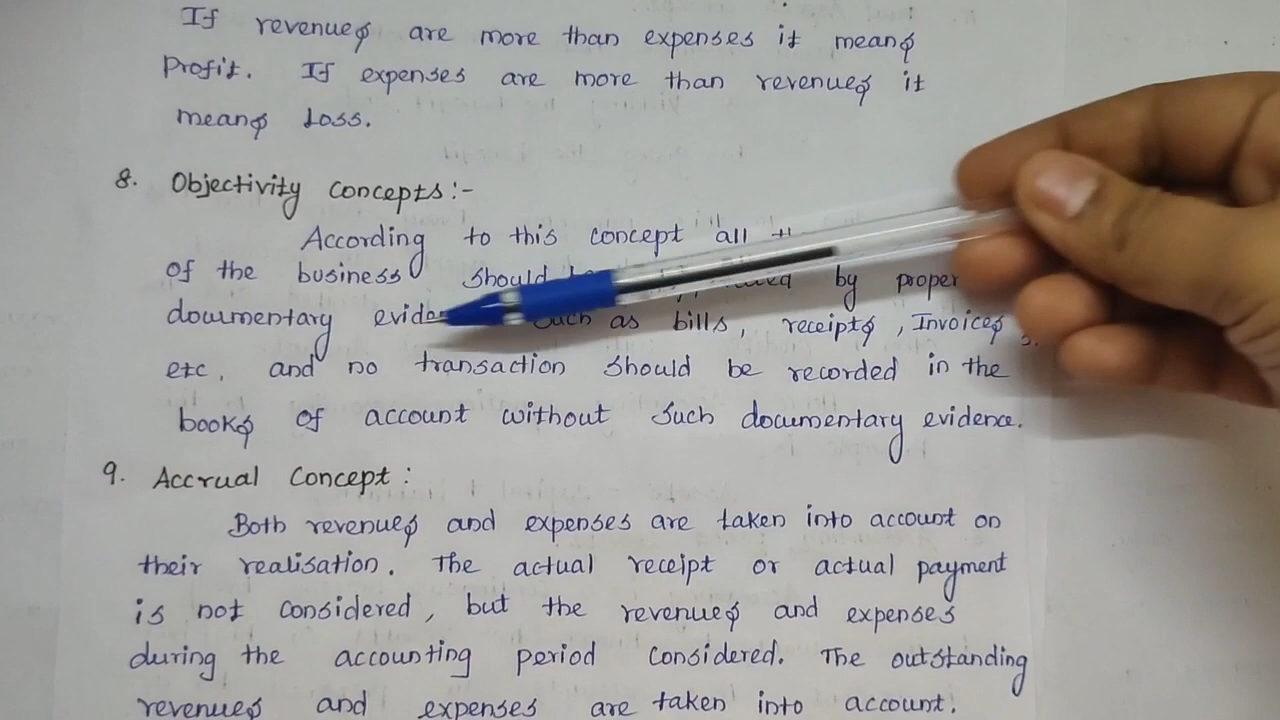 If revenues are more than expenses it means
Profit. If expenses are more than revenues it
means Loss.
8. Objectivity Concepts:-
According to this concept all
of the business should by proper
documentary such as bills, receipts, Invoices
etc. and no transaction should be recorded in the
books of account without such documentary evidence.
9. Accrual Concept:
Both revenues and expenses are taken into account on
their realisation. The actual receipt or actual payment
is not considered, but the revenues and expenses
during the accounting period considered. The outstanding
revenues and expenses are taken into account.